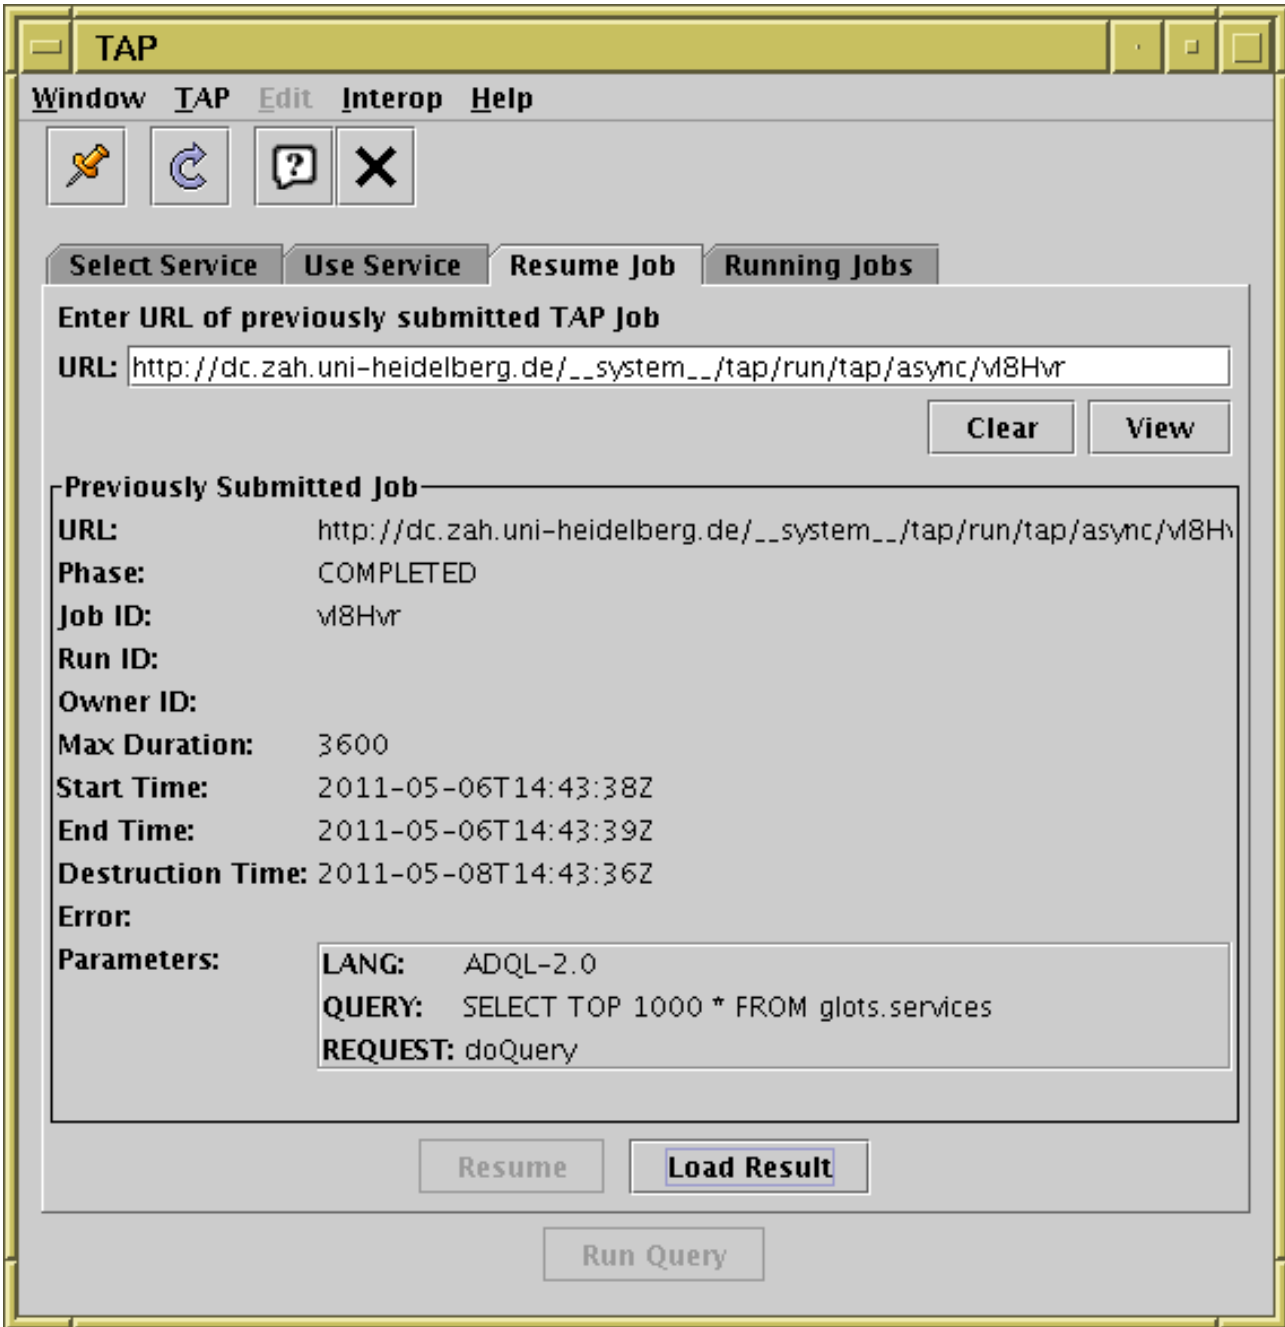 TAP
Window TAP Edit Interop Help
Select Service Use Service Resume Job Running Jobs
Enter URL of previously submitted TAP Job
URL: http://dc.zah.uni-heidelberg.de/__system__/tap/run/tap/async/vl8Hvr
Clear View
Previously Submitted Job
URL: http://dc.zah.uni-heidelberg.de/__system__/tap/run/tap/async/vl8Hv
Phase: COMPLETED
Job ID: vl8Hvr
Run ID:
Owner ID:
Max Duration: 3600
Start Time: 2011-05-06T14:43:38Z
End Time: 2011-05-06T14:43:39Z
Destruction Time: 2011-05-08T14:43:36Z
Error:
Parameters: LANG: ADQL-2.0
QUERY: SELECT TOP 1000 * FROM glots.services
REQUEST: doQuery
Resume Load Result
Run Query